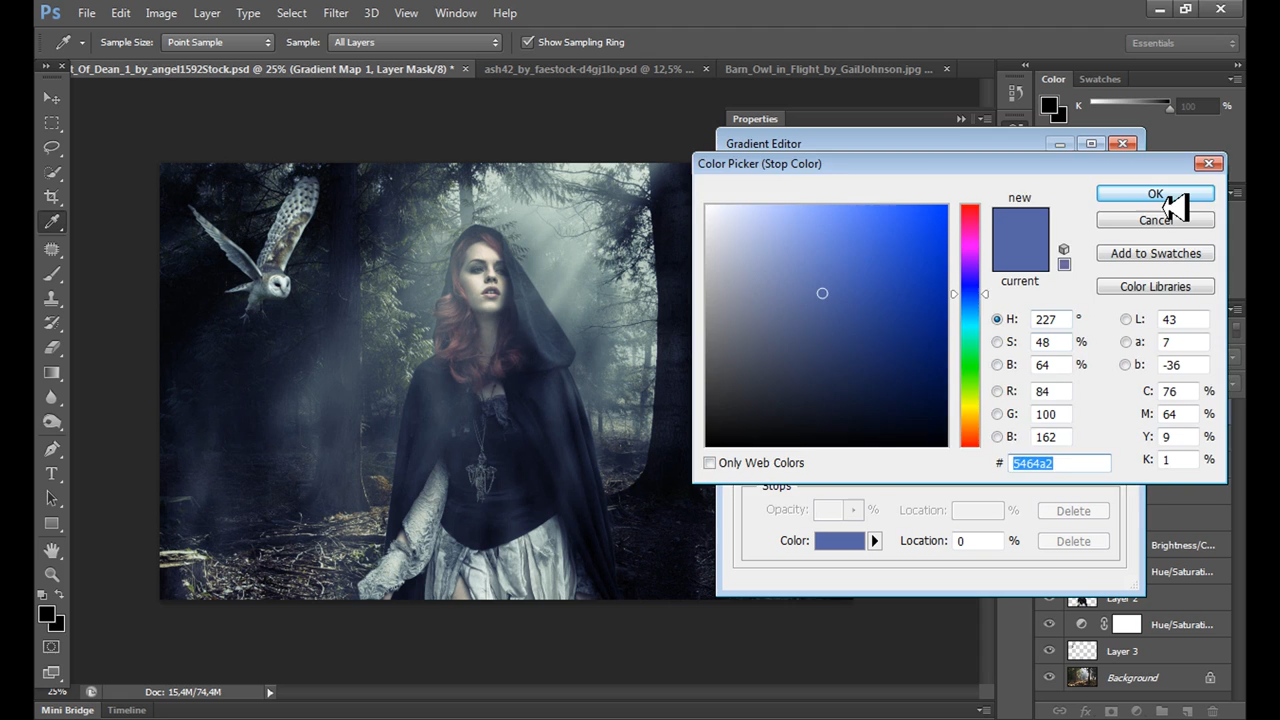 Ps File Edit Image Layer Type Select Filter 3D View Window Help
Sample Size: Point Sample Sample: All Layers Show Sampling Ring Essentials
t_Of_Dean_1_by_angel1592Stock.psd @ 25% (Gradient Map 1, Layer Mask/8) * ash42_by_faestock-d4gj1lo.psd @ 12,5% ... Barn_Owl_in_Flight_by_GailJohnson.jpg ...
Color Swatches
K 100 %
Properties
Gradient Editor
Color Picker (Stop Color)
new
current
OK
Cancel
Add to Swatches
Color Libraries
H: 227 ° L: 43
S: 48 % a: 7
B: 64 % b: -36
R: 84 C: 76 %
G: 100 M: 64 %
B: 162 Y: 9 %
Only Web Colors # 5464a2 K: 1 %
Stops
Opacity: % Location: % Delete
Color: Location: 0 % Delete
Brightness/C...
Hue/Saturati...
Layer 2
Hue/Saturati...
Layer 3
Background
25% Doc: 15,4M/74,4M
Mini Bridge Timeline